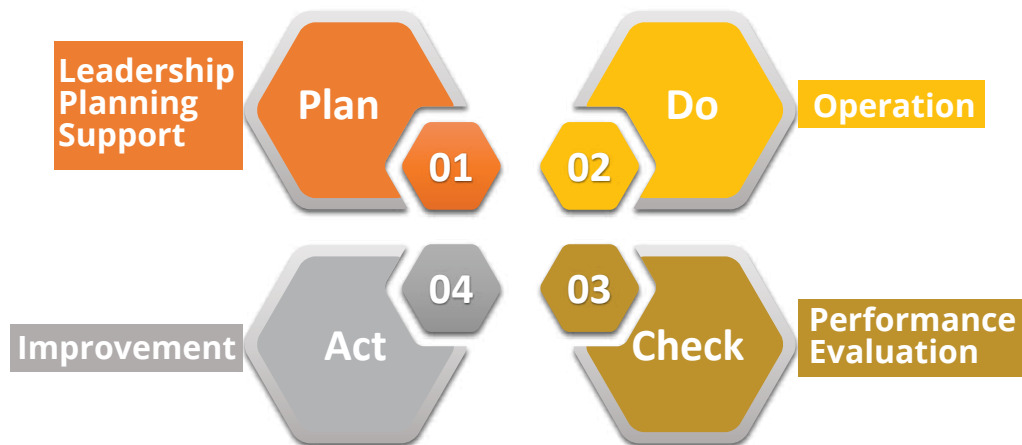 Leadership
Planning
Support
Plan
01
Do
02
Operation
Improvement
Act
04
Check
03
Performance
Evaluation